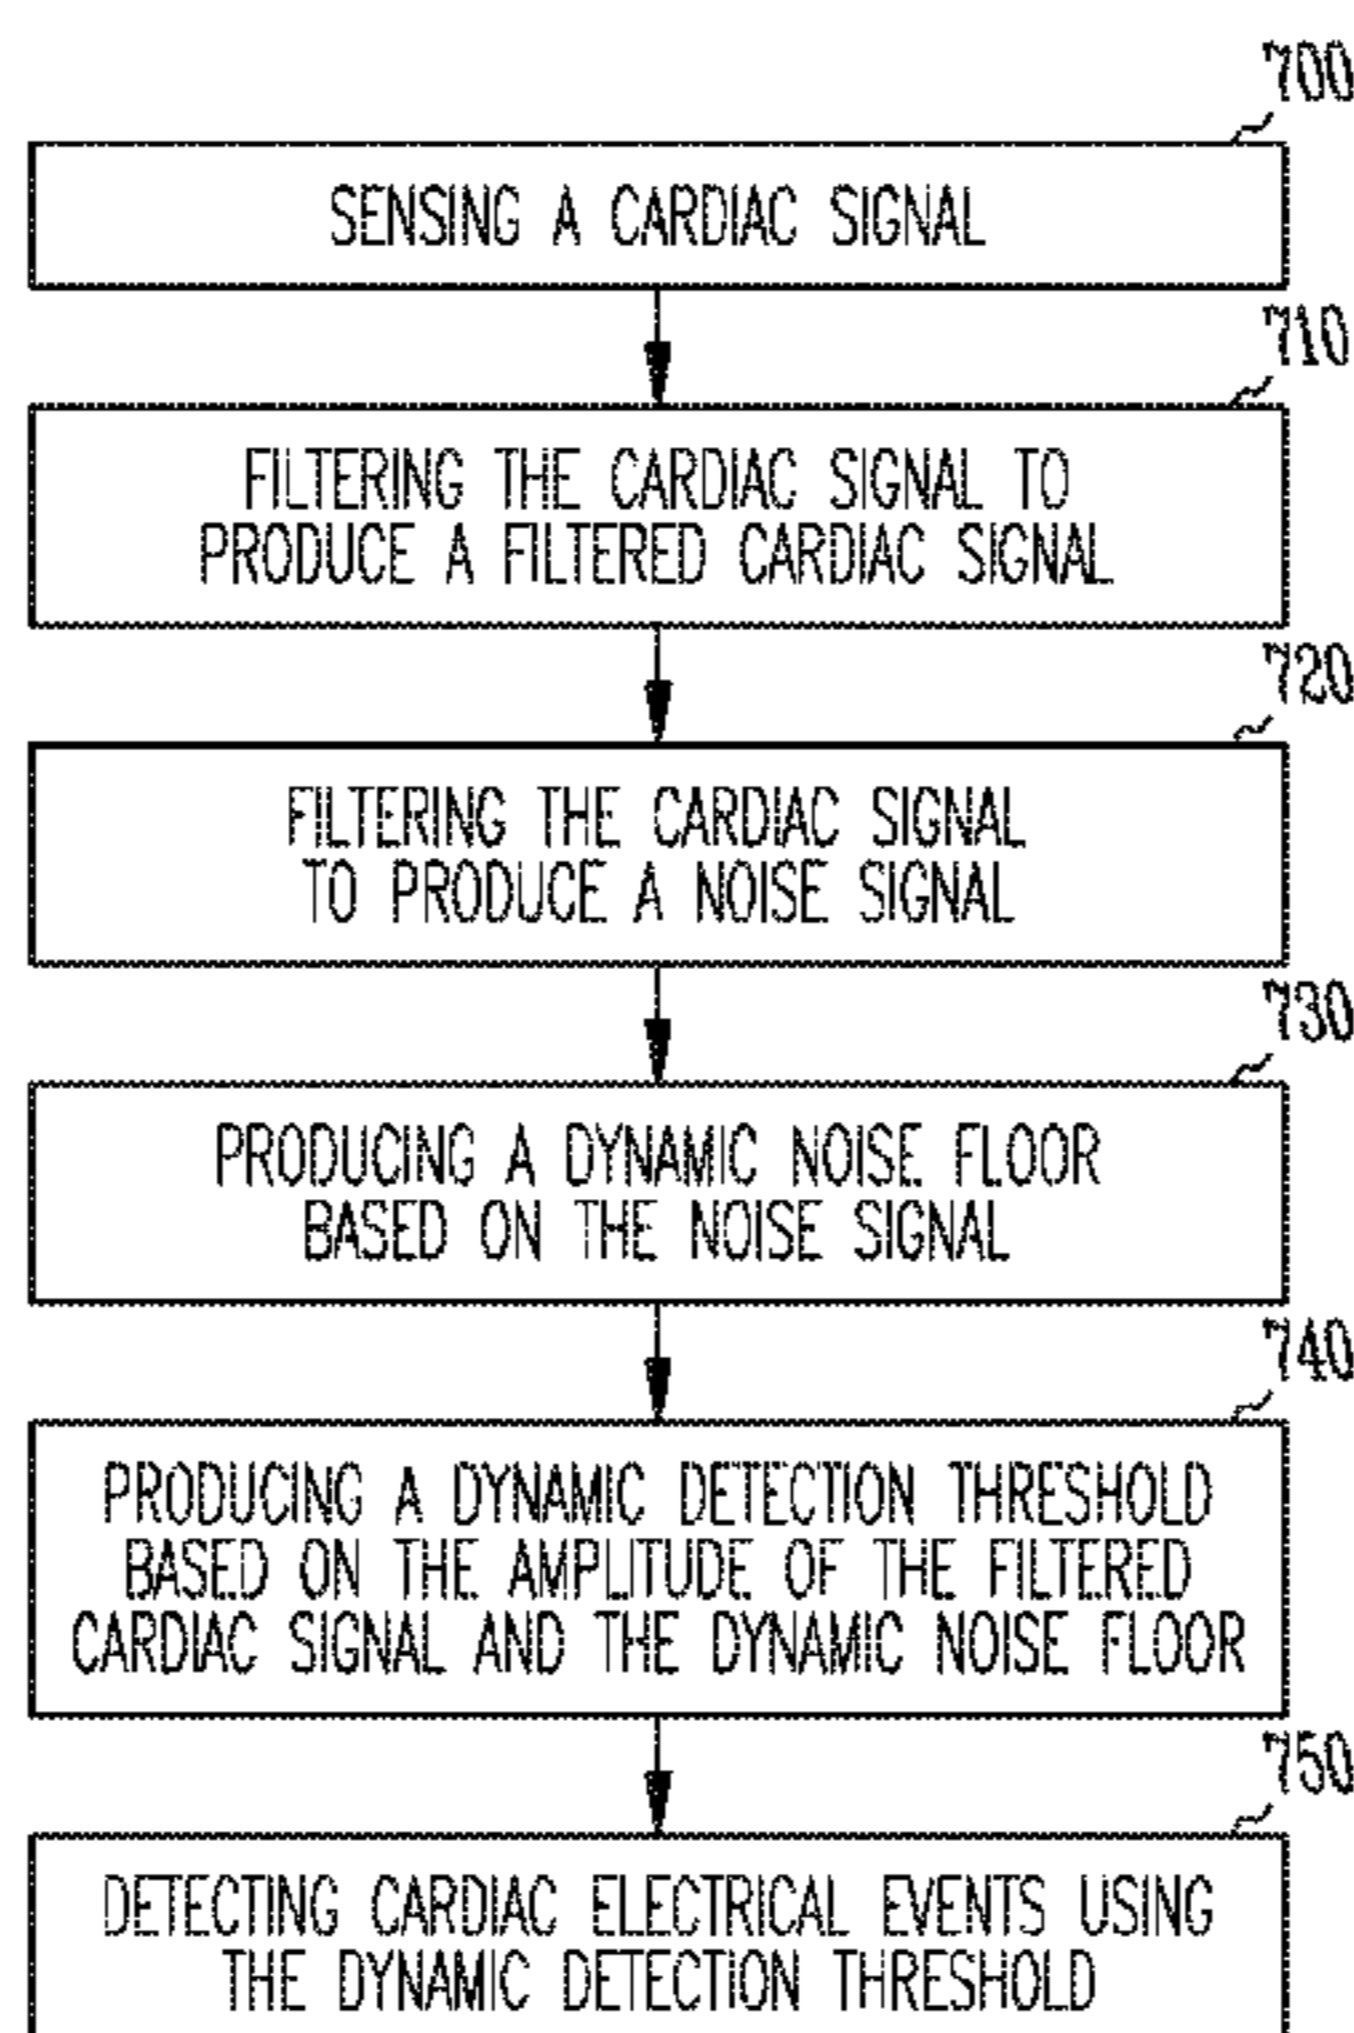 700
SENSING A CARDIAC SIGNAL
710
FILTERING THE CARDIAC SIGNAL TO
PRODUCE A FILTERED CARDIAC SIGNAL
720
FILTERING THE CARDIAC SIGNAL
TO PRODUCE A NOISE SIGNAL
730
PRODUCING A DYNAMIC NOISE FLOOR
BASED ON THE NOISE SIGNAL
740
PRODUCING A DYNAMIC DETECTION THRESHOLD
BASED ON THE AMPLITUDE OF THE FILTERED
CARDIAC SIGNAL AND THE DYNAMIC NOISE FLOOR
750
DETECTING CARDIAC ELECTRICAL EVENTS USING
THE DYNAMIC DETECTION THRESHOLD